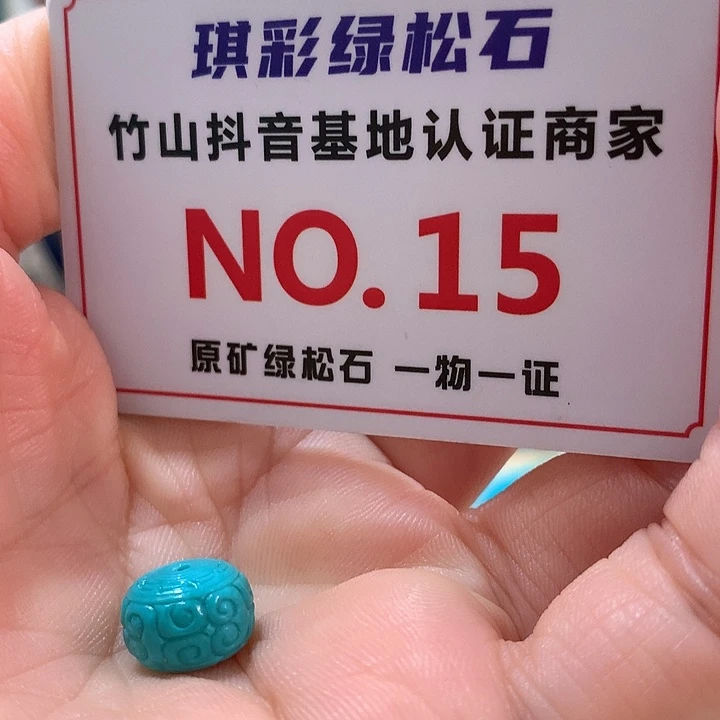 琪彩绿松石
竹山抖音基地认证商家
NO.15
原矿绿松石 一物一证